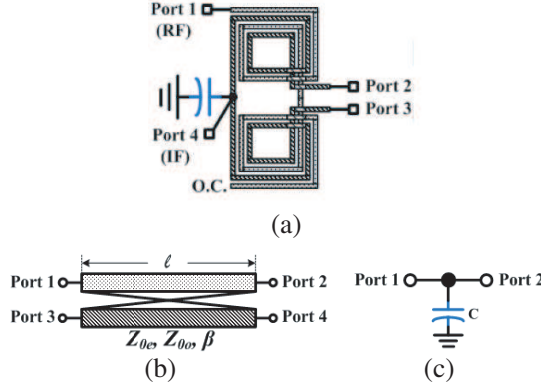 Port 1
(RF)
Port 2
Port 3
Port 4
(IF)
O.C.
(a)
ℓ
Port 1
Port 2
Port 3
Port 4
Z0e, Z0o, β
(b)
Port 1
Port 2
C
(c)